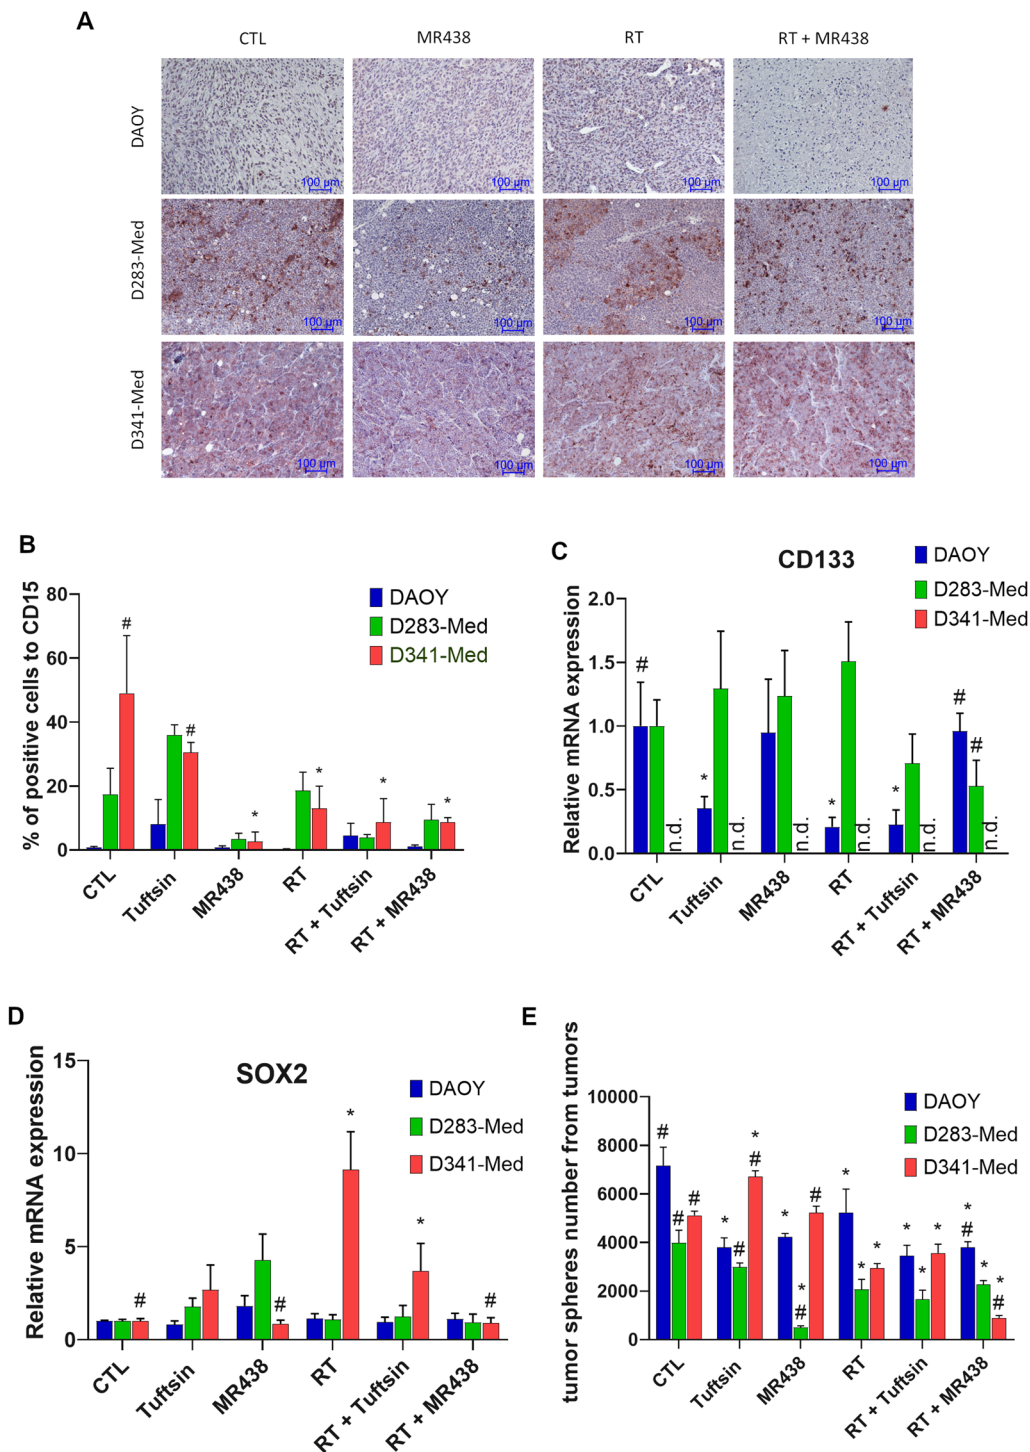 A
CTL
MR438
RT
RT + MR438
DAOY
100 µm
100 µm
100 µm
100 µm
D283-Med
100 µm
100 µm
100 µm
100 µm
D341-Med
100 µm
100 µm
100 µm
100 µm
B
% of positive cells to CD15
80
60
40
20
0
DAOY
D283-Med
D341-Med
#
#
*
*
*
*
CTL
Tuftsin
MR438
RT
RT + Tuftsin
RT + MR438
C
CD133
DAOY
D283-Med
D341-Med
Relative mRNA expression
2.0
1.5
1.0
0.5
0.0
#
n.d.
*
n.d.
n.d.
*
n.d.
*
n.d.
#
#
n.d.
CTL
Tuftsin
MR438
RT
RT + Tuftsin
RT + MR438
D
SOX2
DAOY
D283-Med
D341-Med
Relative mRNA expression
15
10
5
0
#
#
*
*
#
CTL
Tuftsin
MR438
RT
RT + Tuftsin
RT + MR438
E
tumor spheres number from tumors
DAOY
D283-Med
D341-Med
10000
8000
6000
4000
2000
0
#
#
#
*
#
*
#
*
*
#
#
*
*
*
*
*
*
*
#
*
*
#
CTL
Tuftsin
MR438
RT
RT + Tuftsin
RT + MR438